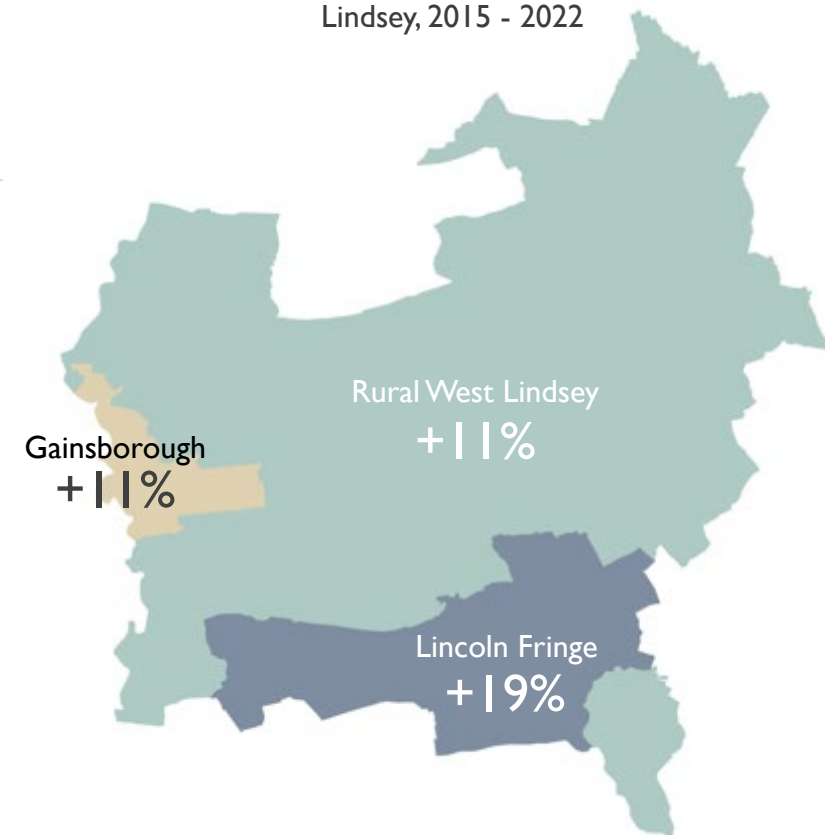 Lindsey, 2015 - 2022
Rural West Lindsey
+11%
Gainsborough
+11%
Lincoln Fringe
+19%